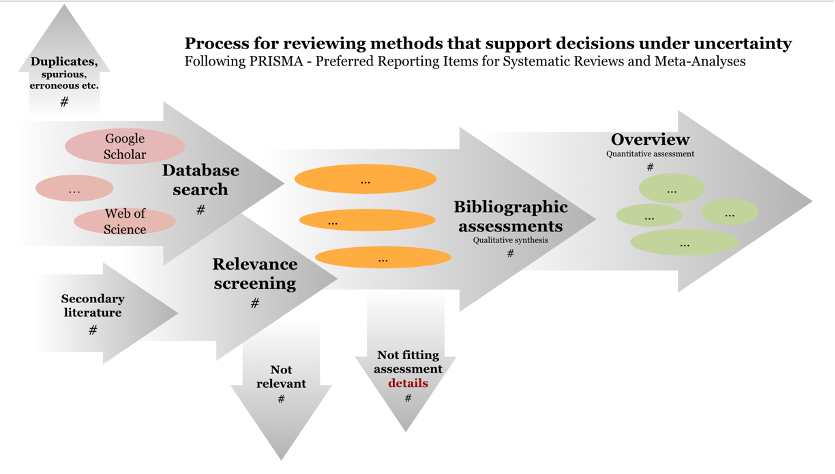 Process for reviewing methods that support decisions under uncertainty
Following PRISMA - Preferred Reporting Items for Systematic Reviews and Meta-Analyses
Duplicates,
spurious,
erroneous etc.
#
Google
Scholar
...
Web of
Science
Database
search
#
Secondary
literature
#
Relevance
screening
#
Not
relevant
#
...
...
...
Bibliographic
assessments
Qualitative synthesis
#
Not fitting
assessment
details
#
Overview
Quantitative assessment
#
...
...
...
...